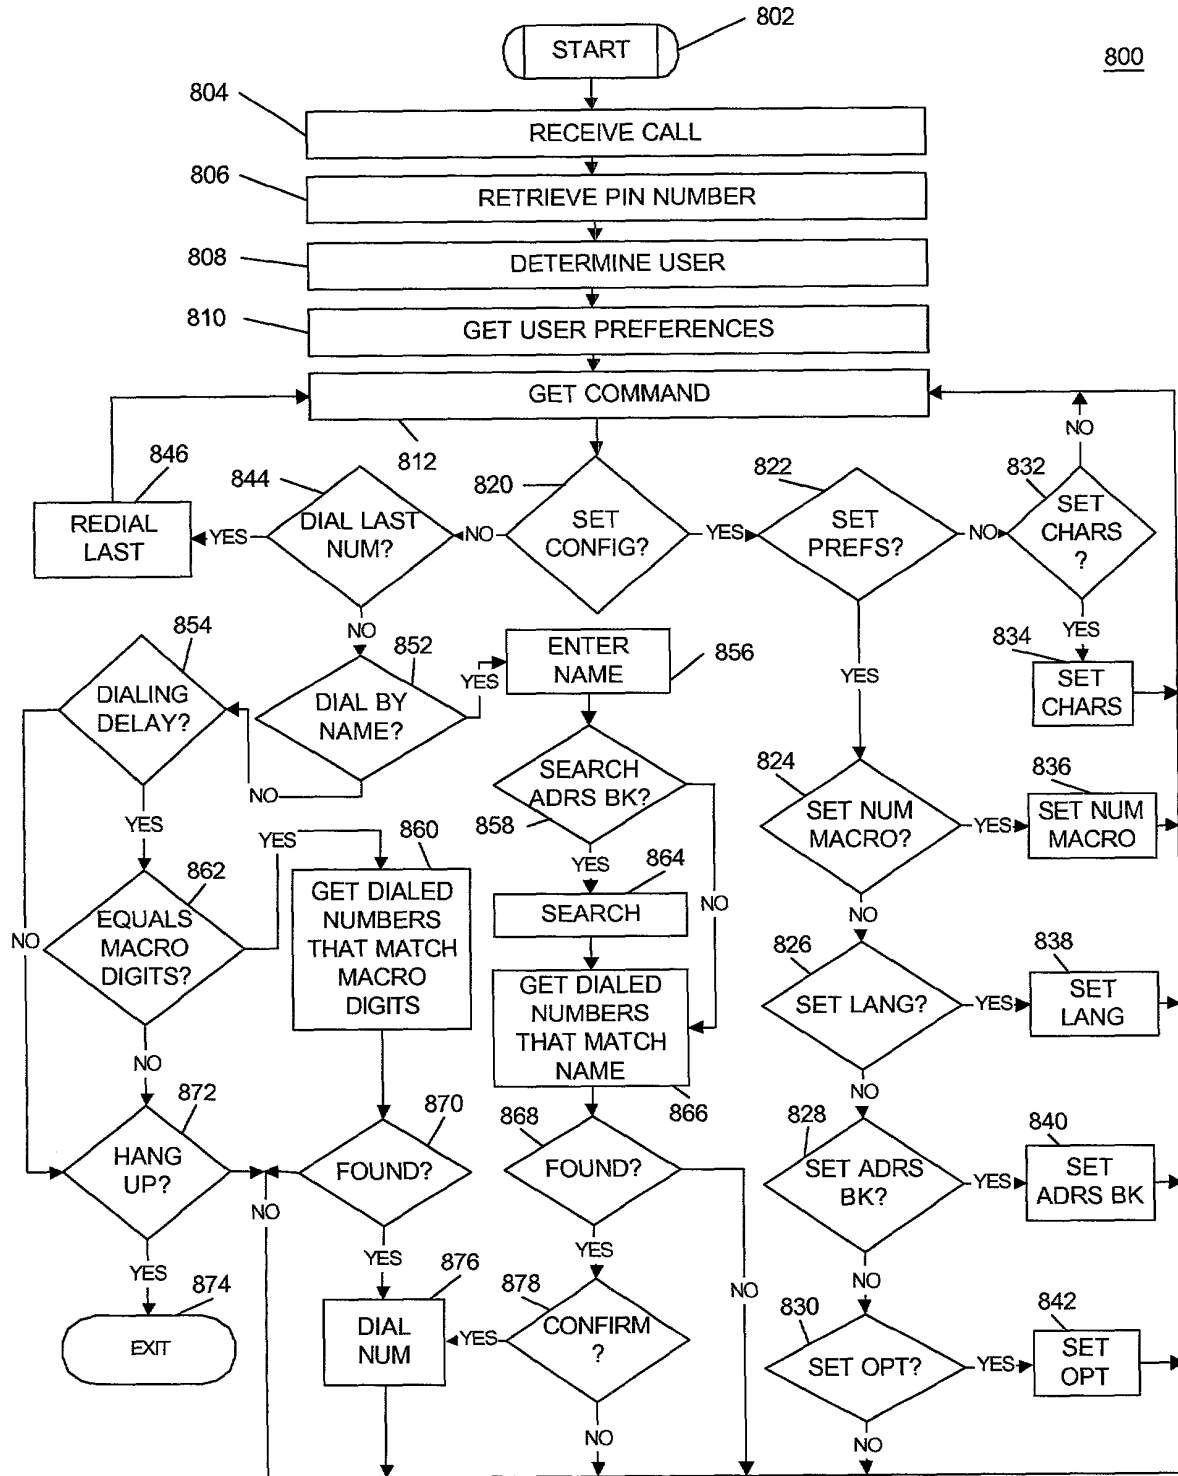 802
START
800
804
RECEIVE CALL
806
RETRIEVE PIN NUMBER
808
DETERMINE USER
810
GET USER PREFERENCES
GET COMMAND
812
NO
846
REDIAL
LAST
YES
844
DIAL LAST
NUM?
NO
820
SET
CONFIG?
YES
822
SET
PREFS?
NO
832
SET
CHARS
?
NO
YES
834
SET
CHARS
854
DIALING
DELAY?
852
DIAL BY
NAME?
YES
ENTER
NAME
856
YES
NO
YES
SEARCH
ADRS BK?
858
824
SET NUM
MACRO?
YES
836
SET NUM
MACRO
YES
860
GET DIALED
NUMBERS
THAT MATCH
MACRO
DIGITS
YES
864
SEARCH
NO
862
EQUALS
MACRO
DIGITS?
NO
NO
826
SET LANG?
YES
838
SET
LANG
GET DIALED
NUMBERS
THAT MATCH
NAME
866
NO
NO
872
HANG
UP?
870
FOUND?
868
FOUND?
828
SET ADRS
BK?
YES
840
SET
ADRS BK
NO
YES
YES
YES
NO
NO
874
EXIT
876
DIAL
NUM
YES
878
CONFIRM
?
830
SET OPT?
YES
842
SET
OPT
NO
NO